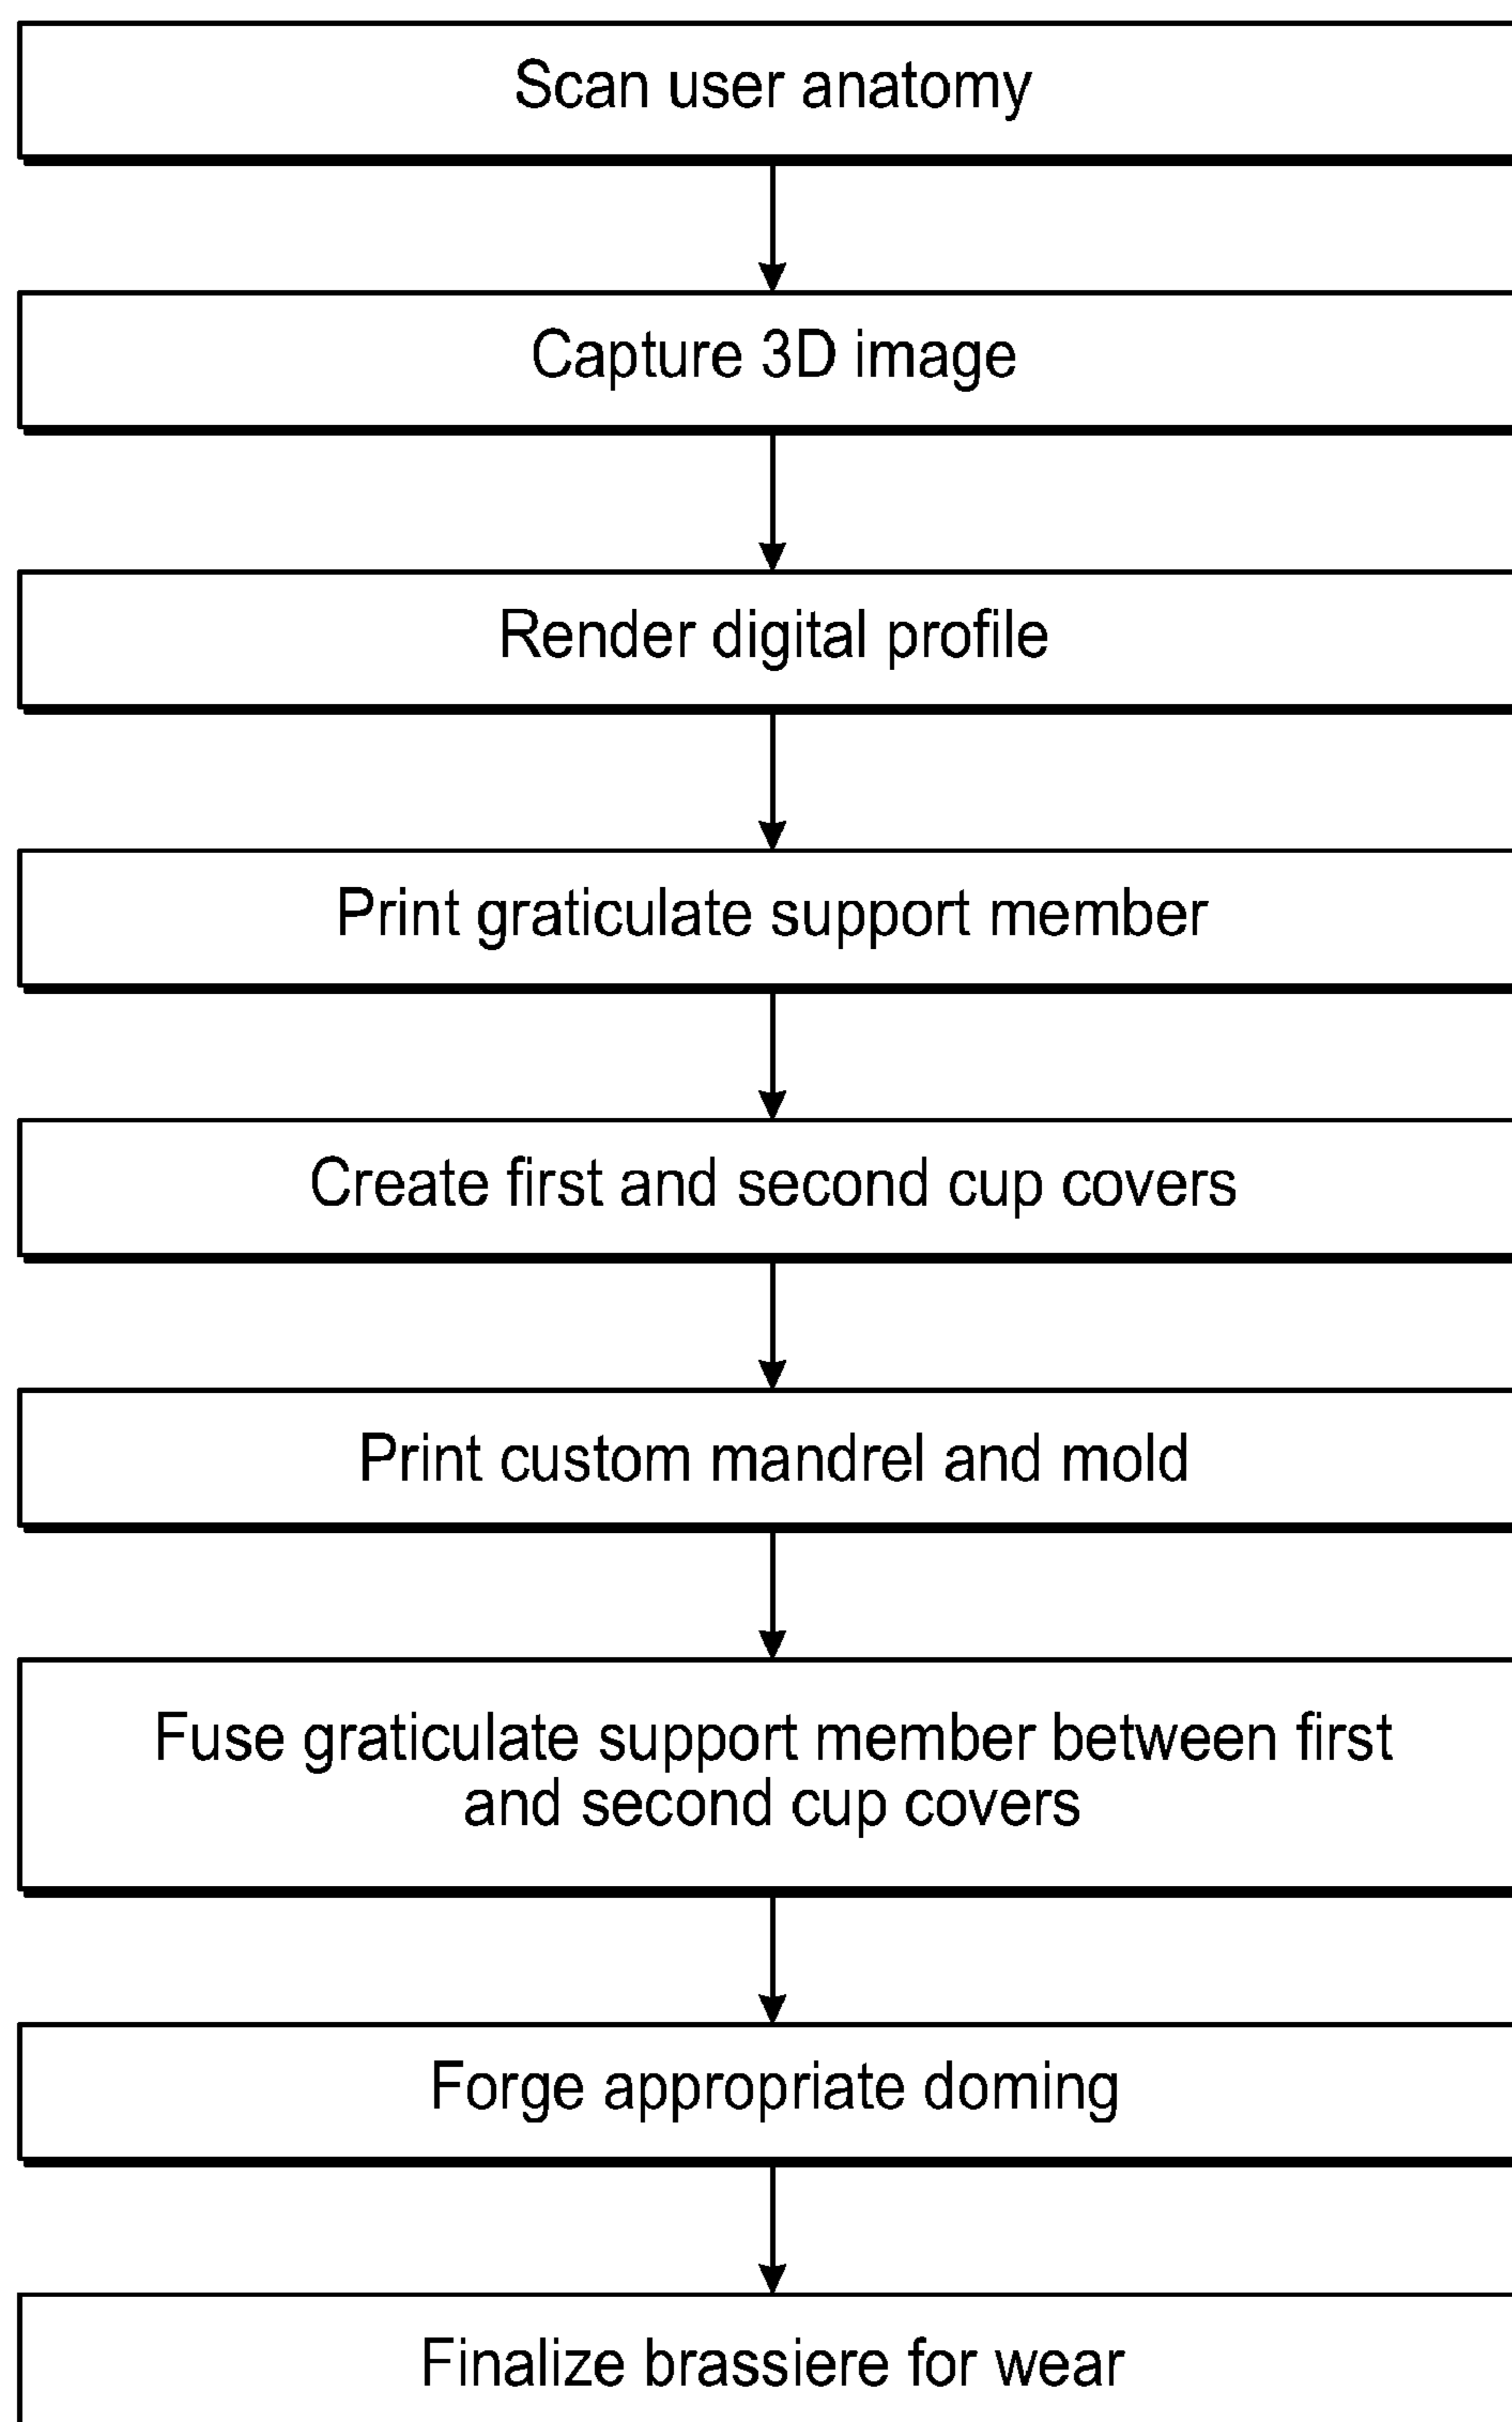 Scan user anatomy
Capture 3D image
Render digital profile
Print graticulate support member
Create first and second cup covers
Print custom mandrel and mold
Fuse graticulate support member between first
and second cup covers
Forge appropriate doming
Finalize brassiere for wear